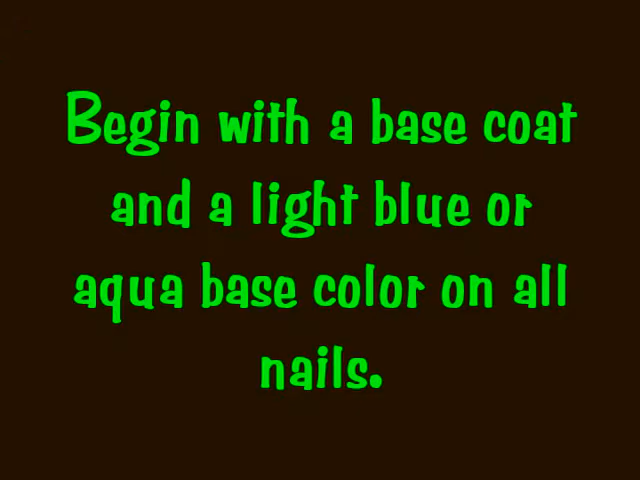 Begin with a base coat
and a light blue or
aqua base color on all
nails.